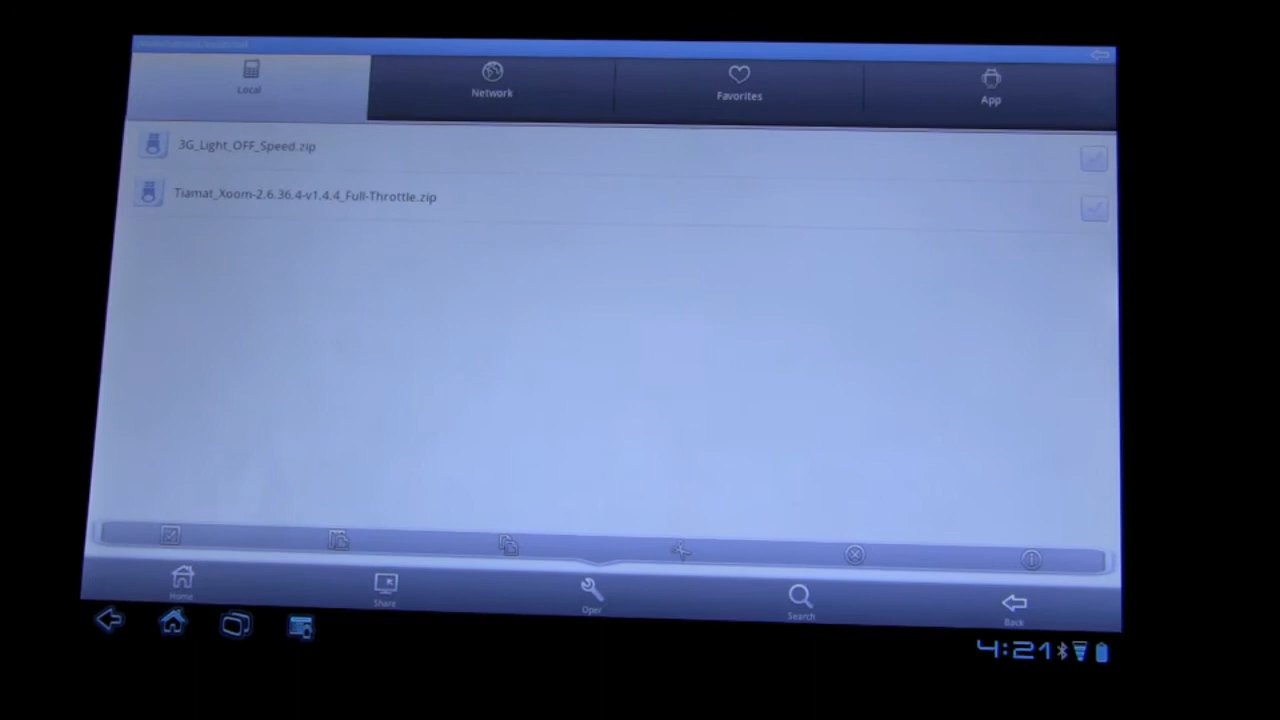 Local
Network
Favorites
App
3G_Light_OFF_Speed.zip
Tiamat_Xoom-2.6.36.4-v1.4.4_Full-Throttle.zip
Home
Share
Oper
Search
Back
4:21